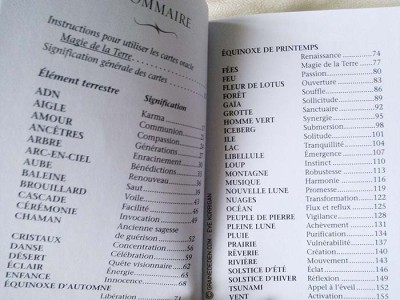 SOMMAIRE
Instructions pour utiliser les cartes oracle
Magie de la Terre
Signification générale des cartes
Élément terrestre Signification
ADN Karma
AIGLE Communion
AMOUR Compassion
ANCÊTRES Générations
ARBRE Enracinement
ARC-EN-CIEL Bénédictions
AUBE Renouveau
BALEINE Saut
BROUILLARD Voile
CASCADE Facilité
CÉRÉMONIE Invocation
CHAMAN Ancienne sagesse
de guérison 52
CRISTAUX Concentration 56
DANSE Célébration 59
DÉSERT Quête visionnaire 62
ÉCLAIR Énergie
ENFANCE Innocence
ÉQUINOXE D'AUTOMNE
Libération
ÉQUINOXE DE PRINTEMPS
Renaissance 74
FÉES Magie de la Terre 77
FEU Passion 80
FLEUR DE LOTUS Ouverture 83
FORÊT Souffle 86
GAÏA Sollicitude 89
GROTTE Sanctuaire 92
HOMME VERT Synergie 95
ICEBERG Submersion 98
ILE Solitude 101
LAC Tranquillité 104
LIBELLULE Émergence 107
LOUP Instinct 110
MONTAGNE Robustesse 113
MUSIQUE Harmonie 116
NOUVELLE LUNE Promesse 119
NUAGES Transformation 122
OCÉAN Flux et reflux 125
PEUPLE DE PIERRE Vigilance 128
PLEINE LUNE Achèvement 131
PLUIE Purification 134
PRAIRIE Vulnérabilité 137
RÊVERIE Création 140
RIVIÈRE Mouvement 143
SOLSTICE D'ÉTÉ Éclat 146
SOLSTICE D'HIVER Réflexion 149
TSUNAMI Appel à l'éveil 152
VENT Activation 155